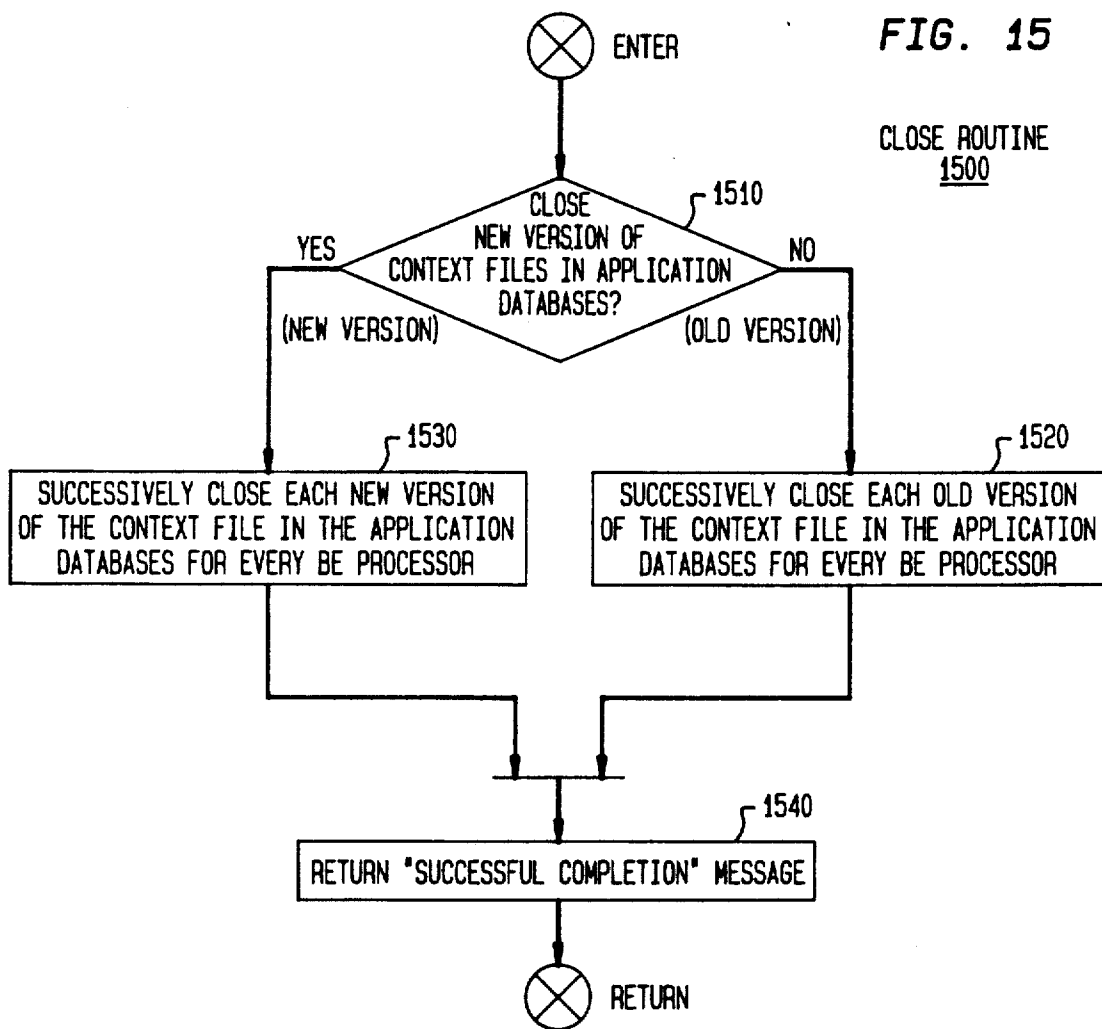 FIG. 15
ENTER
CLOSE ROUTINE
1500
1510
CLOSE
NEW VERSION OF
CONTEXT FILES IN APPLICATION
DATABASES?
YES
NO
(NEW VERSION)
(OLD VERSION)
1530
1520
SUCCESSIVELY CLOSE EACH NEW VERSION
OF THE CONTEXT FILE IN THE APPLICATION
DATABASES FOR EVERY BE PROCESSOR
SUCCESSIVELY CLOSE EACH OLD VERSION
OF THE CONTEXT FILE IN THE APPLICATION
DATABASES FOR EVERY BE PROCESSOR
1540
RETURN "SUCCESSFUL COMPLETION" MESSAGE
RETURN